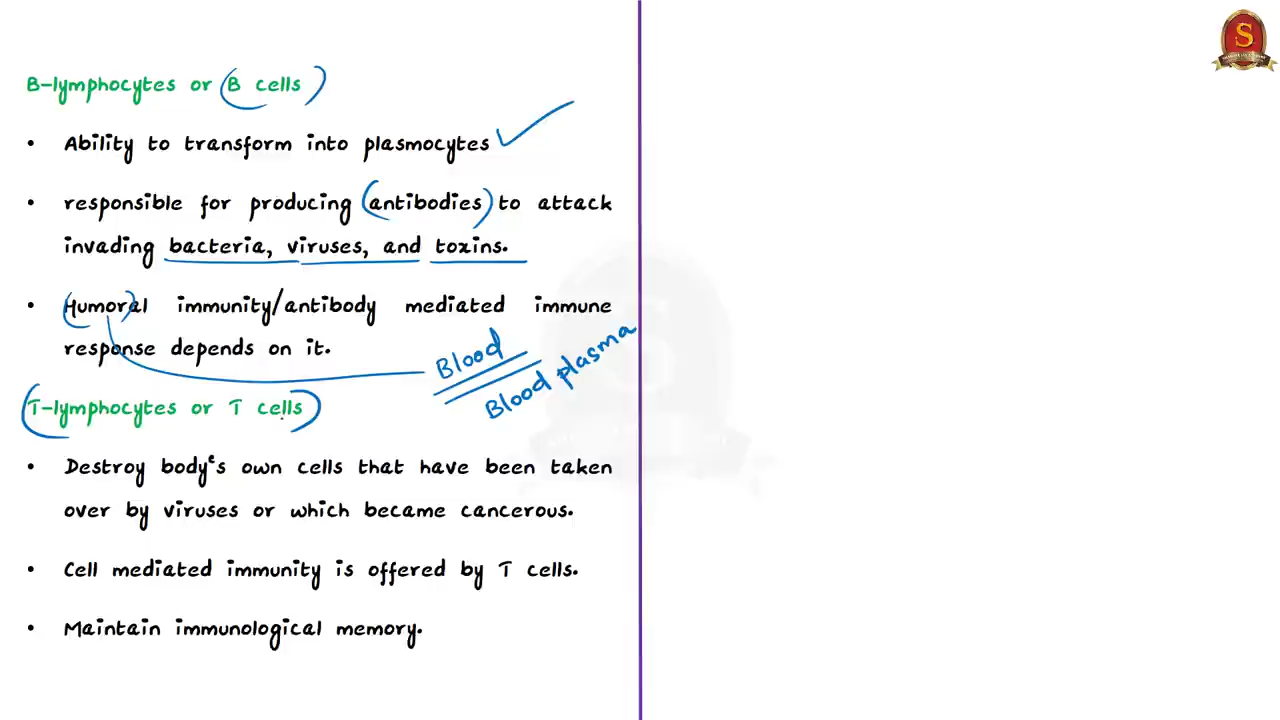 B-lymphocytes or B cells
• Ability to transform into plasmocytes
• responsible for producing antibodies to attack
invading bacteria, viruses, and toxins.
• Humoral immunity/antibody mediated immune
response depends on it.
Blood
Blood plasma
T-lymphocytes or T cells
• Destroy body's own cells that have been taken
over by viruses or which became cancerous.
• Cell mediated immunity is offered by T cells.
• Maintain immunological memory.
S